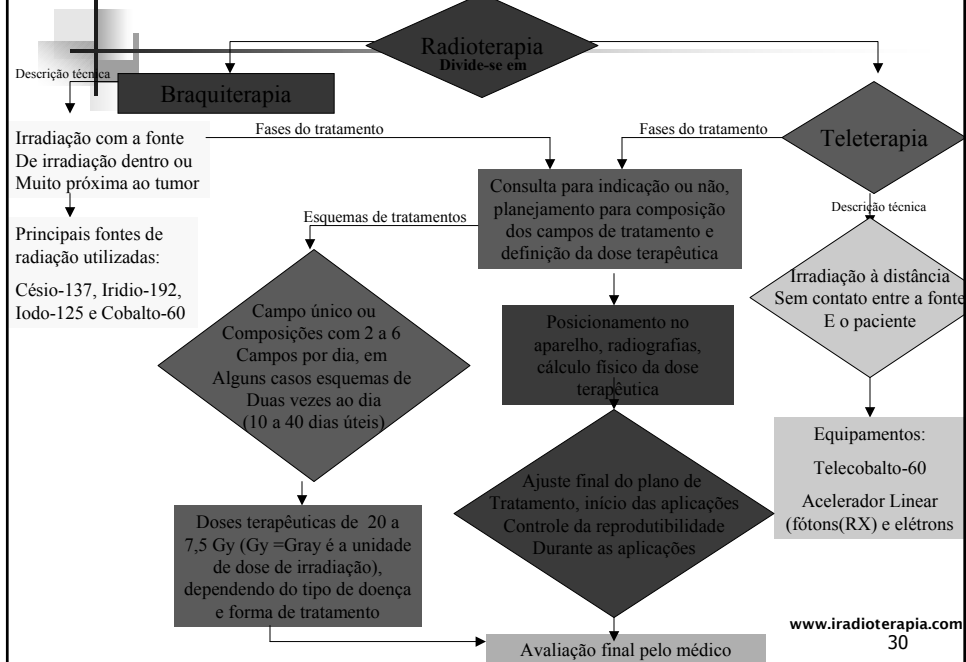 Radioterapia
Divide-se em
Descrição técnica
Braquiterapia
Irradiação com a fonte
De irradiação dentro ou
Muito próxima ao tumor
Fases do tratamento
Fases do tratamento
Teleterapia
Principais fontes de
radiação utilizadas:
Césio-137, Iridio-192,
Iodo-125 e Cobalto-60
Esquemas de tratamentos
Consulta para indicação ou não,
planejamento para composição
dos campos de tratamento e
definição da dose terapêutica
Descrição técnica
Irradiação à distância
Sem contato entre a fonte
E o paciente
Campo único ou
Composições com 2 a 6
Campos por dia, em
Alguns casos esquemas de
Duas vezes ao dia
(10 a 40 dias úteis)
Posicionamento no
aparelho, radiografias,
cálculo físico da dose
terapêutica
Equipamentos:
Telecobalto-60
Acelerador Linear
(fótons(RX) e elétrons
Ajuste final do plano de
Tratamento, início das aplicações
Controle da reprodutibilidade
Durante as aplicações
Doses terapêuticas de 20 a
7,5 Gy (Gy =Gray é a unidade
de dose de irradiação),
dependendo do tipo de doença
e forma de tratamento
Avaliação final pelo médico
www.iradioterapia.com
30